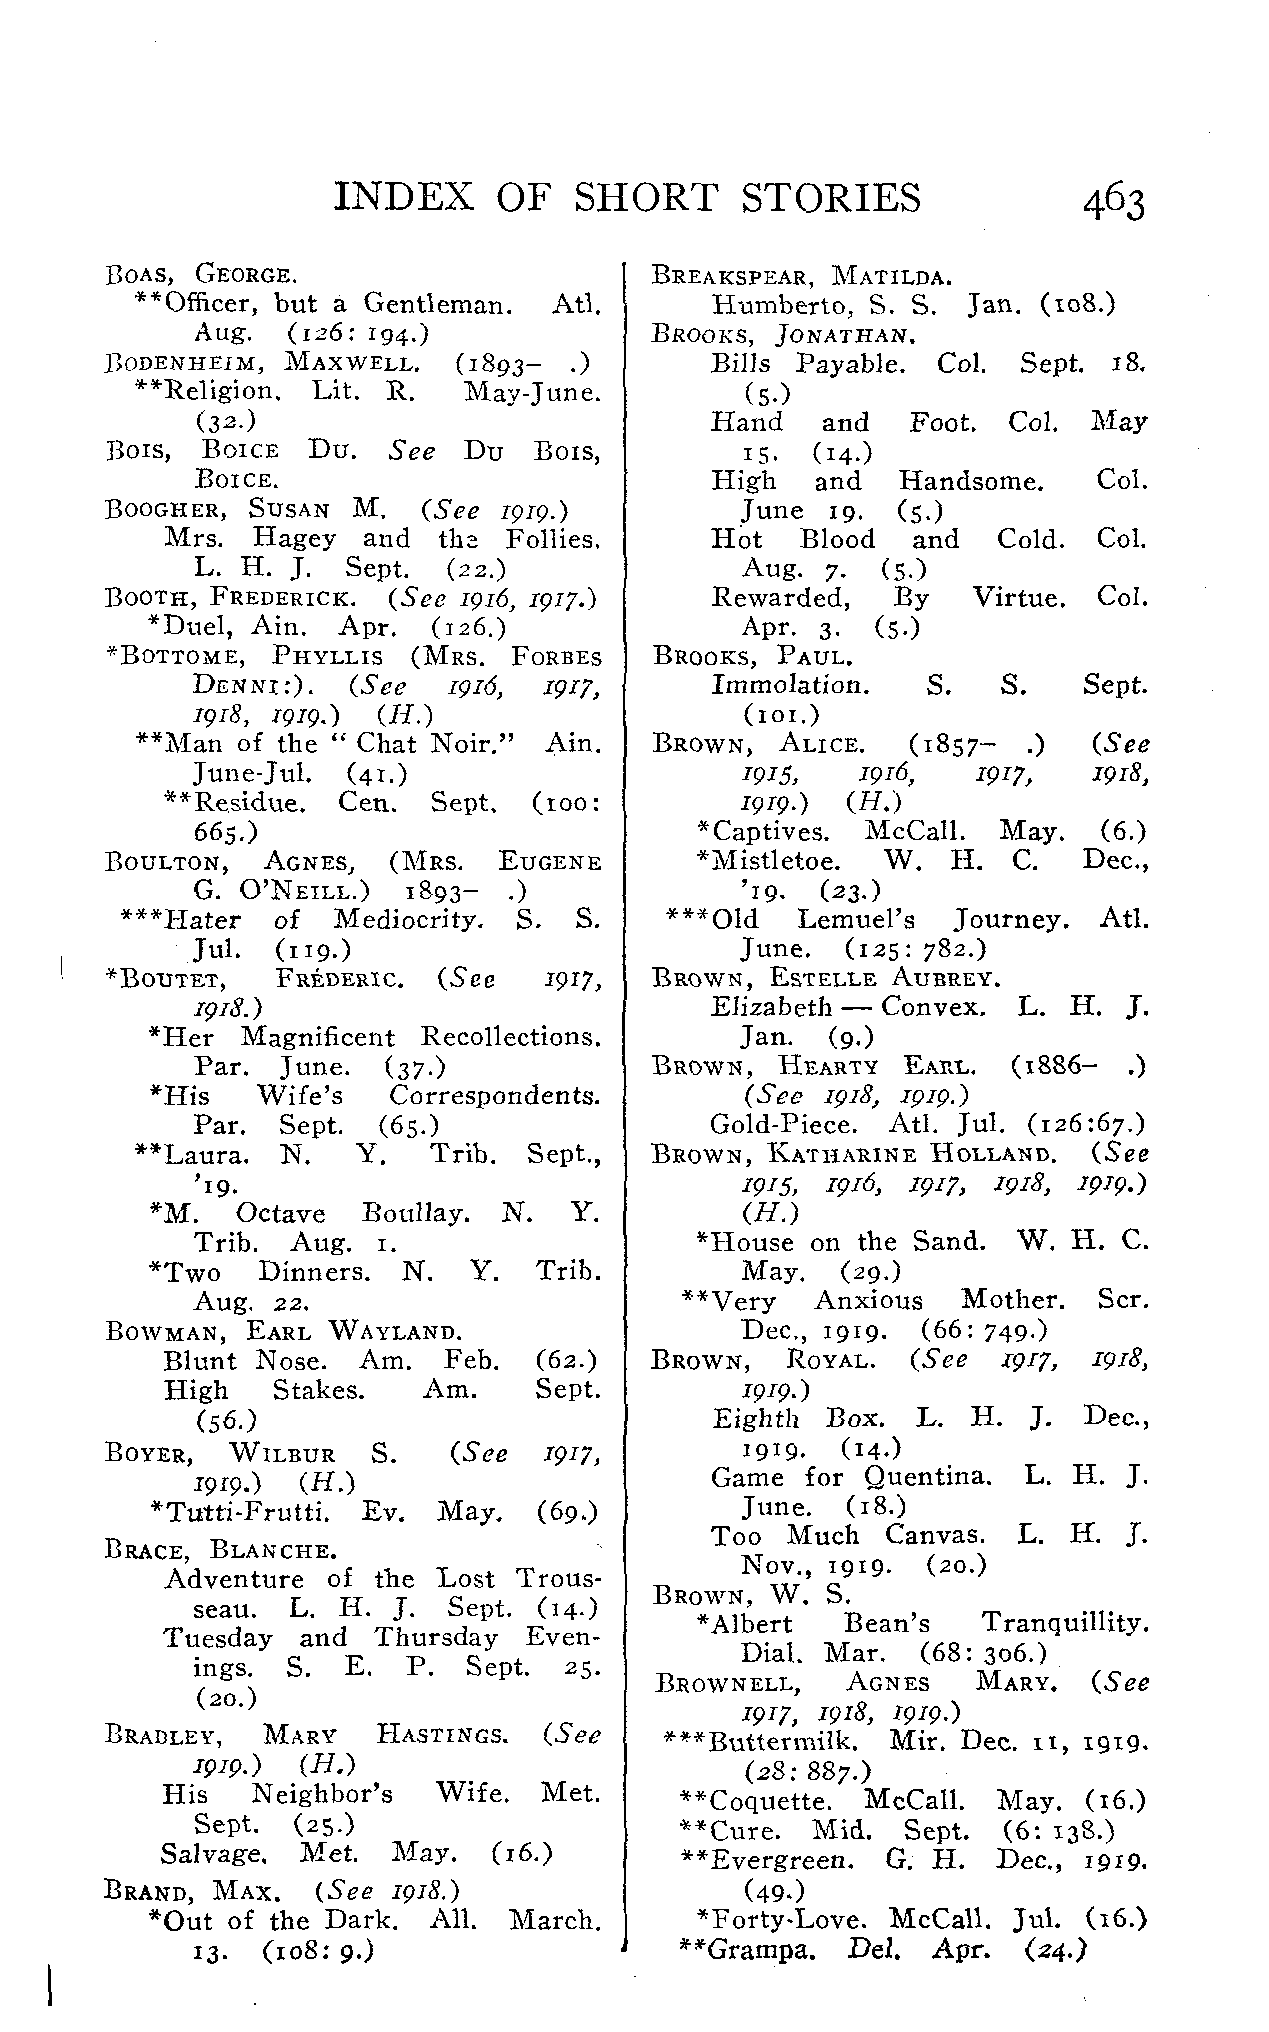 INDEX OF SHORT STORIES 463
BOAS, GEORGE.
**Officer, but a Gentleman. Atl.
Aug. (126: 194.)
BODENHEIM, MAXWELL. (1893– .)
**Religion. Lit. R. May-June.
(32.)
BOIS, BOICE DU. See DU BOIS,
BOICE.
BOOGHER, SUSAN M. (See 1919.)
Mrs. Hagey and the Follies.
L. H. J. Sept. (22.)
BOOTH, FREDERICK. (See 1916, 1917.)
*Duel, Ain. Apr. (126.)
*BOTTOME, PHYLLIS (MRS. FORBES
DENNI:). (See 1916, 1917,
1918, 1919.) (H.)
**Man of the “ Chat Noir.” Ain.
June-Jul. (41.)
**Residue. Cen. Sept. (100:
665.)
BOULTON, AGNES, (MRS. EUGENE
G. O'NEILL.) 1893– .)
***Hater of Mediocrity. S. S.
Jul. (119.)
*BOUTET, FRÉDERIC. (See 1917,
1918.)
*Her Magnificent Recollections.
Par. June. (37.)
*His Wife's Correspondents.
Par. Sept. (65.)
**Laura. N. Y. Trib. Sept.,
'19.
*M. Octave Boullay. N. Y.
Trib. Aug. 1.
*Two Dinners. N. Y. Trib.
Aug. 22.
BOWMAN, EARL WAYLAND.
Blunt Nose. Am. Feb. (62.)
High Stakes. Am. Sept.
(56.)
BOYER, WILBUR S. (See 1917,
1919.) (H.)
*Tutti-Frutti. Ev. May. (69.)
BRACE, BLANCHE.
Adventure of the Lost Trous-
seau. L. H. J. Sept. (14.)
Tuesday and Thursday Even-
ings. S. E. P. Sept. 25.
(20.)
BRADLEY, MARY HASTINGS. (See
1919.) (H.)
His Neighbor's Wife. Met.
Sept. (25.)
Salvage. Met. May. (16.)
BRAND, MAX. (See 1918.)
*Out of the Dark. All. March.
13. (108: 9.)
BREAKSPEAR, MATILDA.
Humberto, S. S. Jan. (108.)
BROOKS, JONATHAN.
Bills Payable. Col. Sept. 18.
(5.)
Hand and Foot. Col. May
15. (14.)
High and Handsome. Col.
June 19. (5.)
Hot Blood and Cold. Col.
Aug. 7. (5.)
Rewarded, By Virtue. Col.
Apr. 3. (5.)
BROOKS, PAUL.
Immolation. S. S. Sept.
(101.)
BROWN, ALICE. (1857– .) (See
1915, 1916, 1917, 1918,
1919.) (H.)
*Captives. McCall. May. (6.)
*Mistletoe. W. H. C. Dec.,
'19. (23.)
***Old Lemuel's Journey. Atl.
June. (125: 782.)
BROWN, ESTELLE AUBREY.
Elizabeth — Convex. L. H. J.
Jan. (9.)
BROWN, HEARTY EARL. (1886– .)
(See 1918, 1919.)
Gold-Piece. Atl. Jul. (126:67.)
BROWN, KATHARINE HOLLAND. (See
1915, 1916, 1917, 1918, 1919.)
(H.)
*House on the Sand. W. H. C.
May. (29.)
**Very Anxious Mother. Scr.
Dec., 1919. (66: 749.)
BROWN, ROYAL. (See 1917, 1918,
1919.)
Eighth Box. L. H. J. Dec.,
1919. (14.)
Game for Quentina. L. H. J.
June. (18.)
Too Much Canvas. L. H. J.
Nov., 1919. (20.)
BROWN, W. S.
*Albert Bean's Tranquillity.
Dial. Mar. (68: 306.)
BROWNELL, AGNES MARY. (See
1917, 1918, 1919.)
***Buttermilk. Mir. Dec. 11, 1919.
(28: 887.)
**Coquette. McCall. May. (16.)
**Cure. Mid. Sept. (6: 138.)
**Evergreen. G. H. Dec., 1919.
(49.)
*Forty-Love. McCall. Jul. (16.)
**Grampa. Del. Apr. (24.)